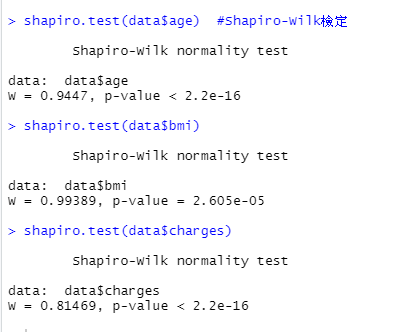 > shapiro.test(data$age)  #Shapiro-Wilk檢定
Shapiro-Wilk normality test
data:  data$age
W = 0.9447, p-value < 2.2e-16
> shapiro.test(data$bmi)
Shapiro-Wilk normality test
data:  data$bmi
W = 0.99389, p-value = 2.605e-05
> shapiro.test(data$charges)
Shapiro-Wilk normality test
data:  data$charges
W = 0.81469, p-value < 2.2e-16